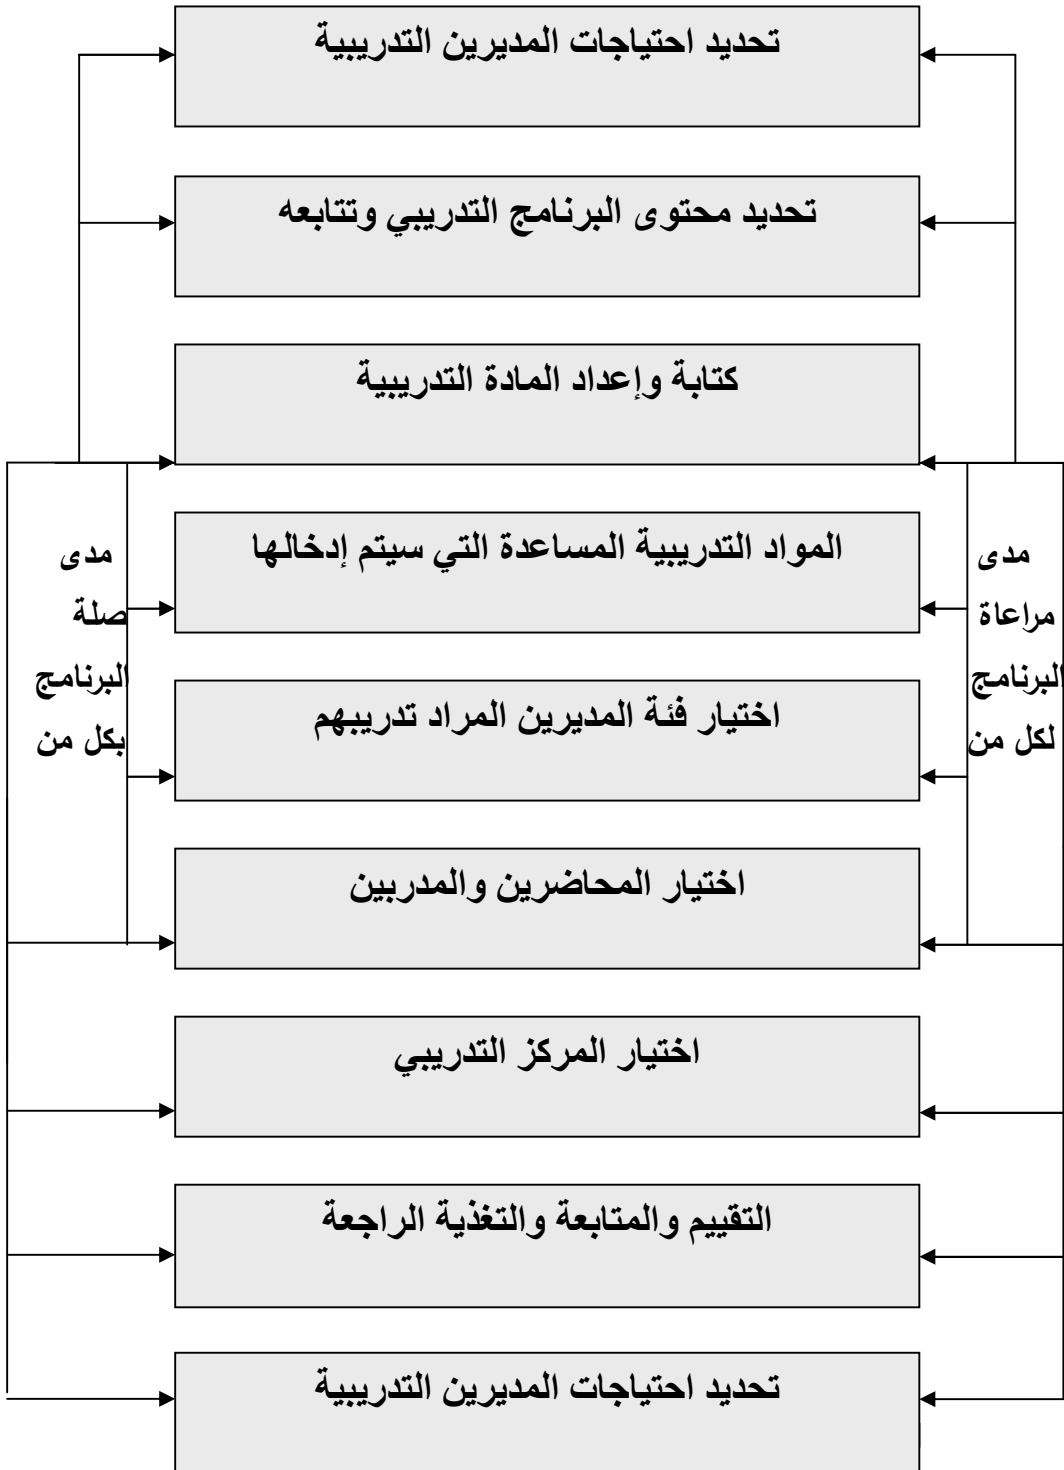 تحديد احتياجات المديرين التدريبية
تحديد محتوى البرنامج التدريبي وتتابعه
كتابة وإعداد المادة التدريبية
المواد التدريبية المساعدة التي سيتم إدخالها
اختيار فئة المديرين المراد تدريبهم
اختيار المحاضرين والمدربين
اختيار المركز التدريبي
التقييم والمتابعة والتغذية الراجعة
تحديد احتياجات المديرين التدريبية
مدى
مراعاة
البرنامج
لكل من
مدى
صلة
البرنامج
بكل من